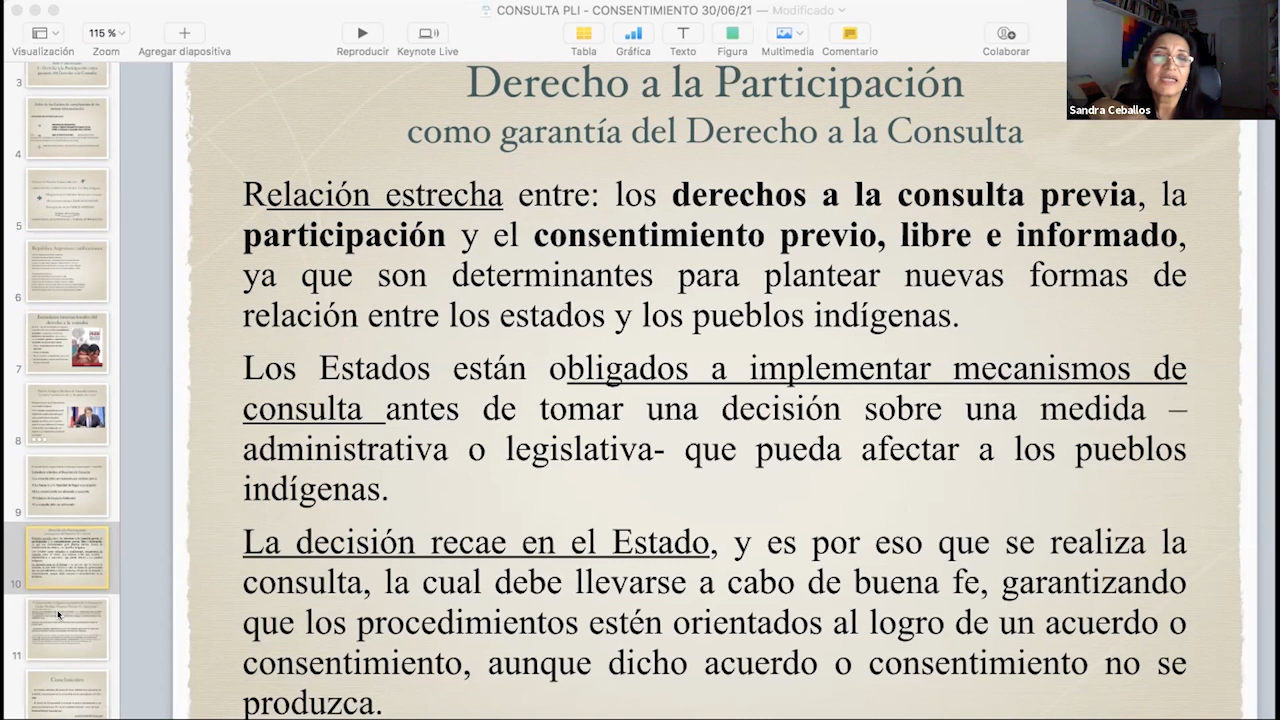 CONSULTA PLI - CONSENTIMIENTO 30/06/21 — Modificado
115 %
Visualización Zoom Agregar diapositiva Reproducir Keynote Live Tabla Gráfica Texto Figura Multimedia Comentario Colaborar
Sandra Ceballos
3
4
5
6
7
8
9
10
11
Conclusiones
Derecho a la Participación
como garantía del Derecho a la Consulta
Relación estrecha entre: los derechos a la consulta previa, la
participación y el consentimiento previo, libre e informado,
ya que son determinantes para plantear nuevas formas de
relación entre los estados y los pueblos indígenas.
Los Estados están obligados a implementar mecanismos de
consulta antes de tomar una decisión sobre una medida –
administrativa o legislativa- que pueda afectar a los pueblos
indígenas.
La decisión recae en el Estado, y es por eso que se realiza la
consulta, la cual debe llevarse a cabo de buena fe, garantizando
que los procedimientos estén orientados al logro de un acuerdo o
consentimiento, aunque dicho acuerdo o consentimiento no se
produzca.